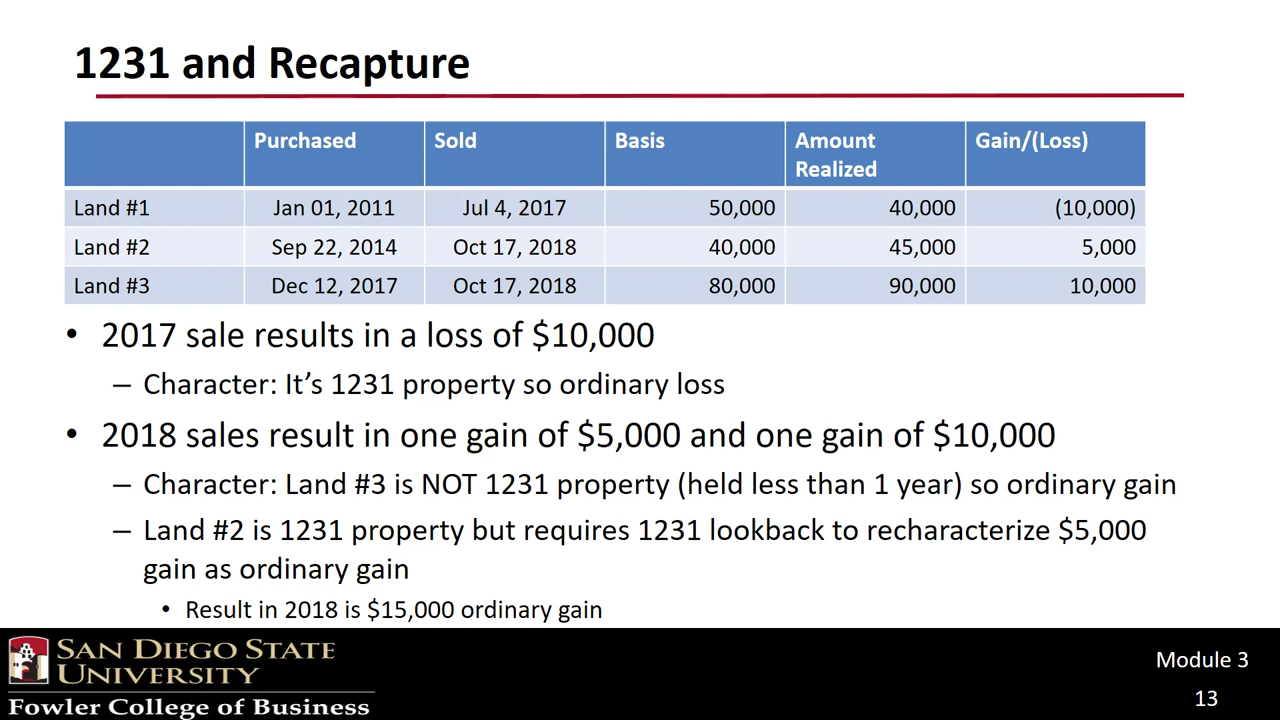 1231 and Recapture
Purchased Sold Basis Amount Realized Gain/(Loss)
Land #1 Jan 01, 2011 Jul 4, 2017 50,000 40,000 (10,000)
Land #2 Sep 22, 2014 Oct 17, 2018 40,000 45,000 5,000
Land #3 Dec 12, 2017 Oct 17, 2018 80,000 90,000 10,000
• 2017 sale results in a loss of $10,000
– Character: It’s 1231 property so ordinary loss
• 2018 sales result in one gain of $5,000 and one gain of $10,000
– Character: Land #3 is NOT 1231 property (held less than 1 year) so ordinary gain
– Land #2 is 1231 property but requires 1231 lookback to recharacterize $5,000
gain as ordinary gain
• Result in 2018 is $15,000 ordinary gain
SAN DIEGO STATE
UNIVERSITY
Fowler College of Business
Module 3
13